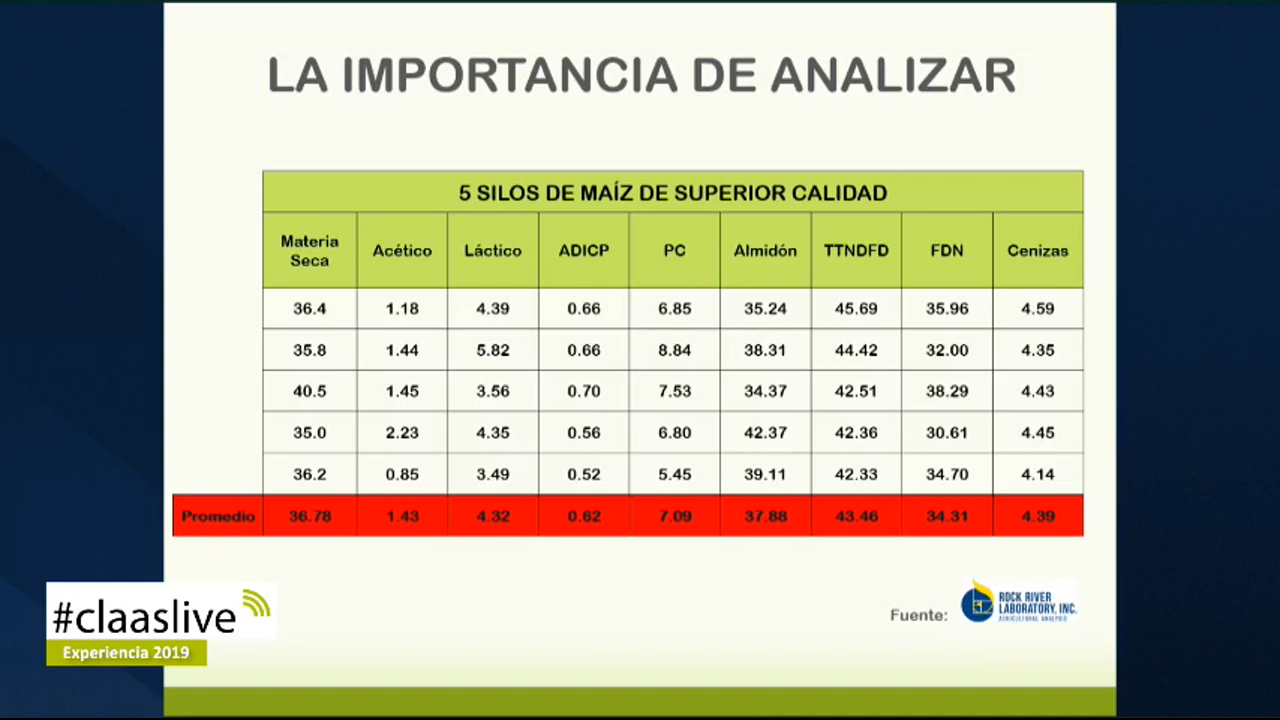 LA IMPORTANCIA DE ANALIZAR
5 SILOS DE MAÍZ DE SUPERIOR CALIDAD
Materia Seca Acético Láctico ADICP PC Almidón TTNDFD FDN Cenizas
36.4 1.18 4.39 0.66 6.85 35.24 45.69 35.96 4.59
35.8 1.44 5.82 0.66 8.84 38.31 44.42 32.00 4.35
40.5 1.45 3.56 0.70 7.53 34.37 42.51 38.29 4.43
35.0 2.23 4.35 0.56 6.80 42.37 42.36 30.61 4.45
36.2 0.85 3.49 0.52 5.45 39.11 42.33 34.70 4.14
Promedio 36.78 1.43 4.32 0.62 7.09 37.88 43.46 34.31 4.39
Fuente:
ROCK RIVER
LABORATORY, INC.
AGRICULTURAL ANALYSIS
#claaslive
Experiencia 2019